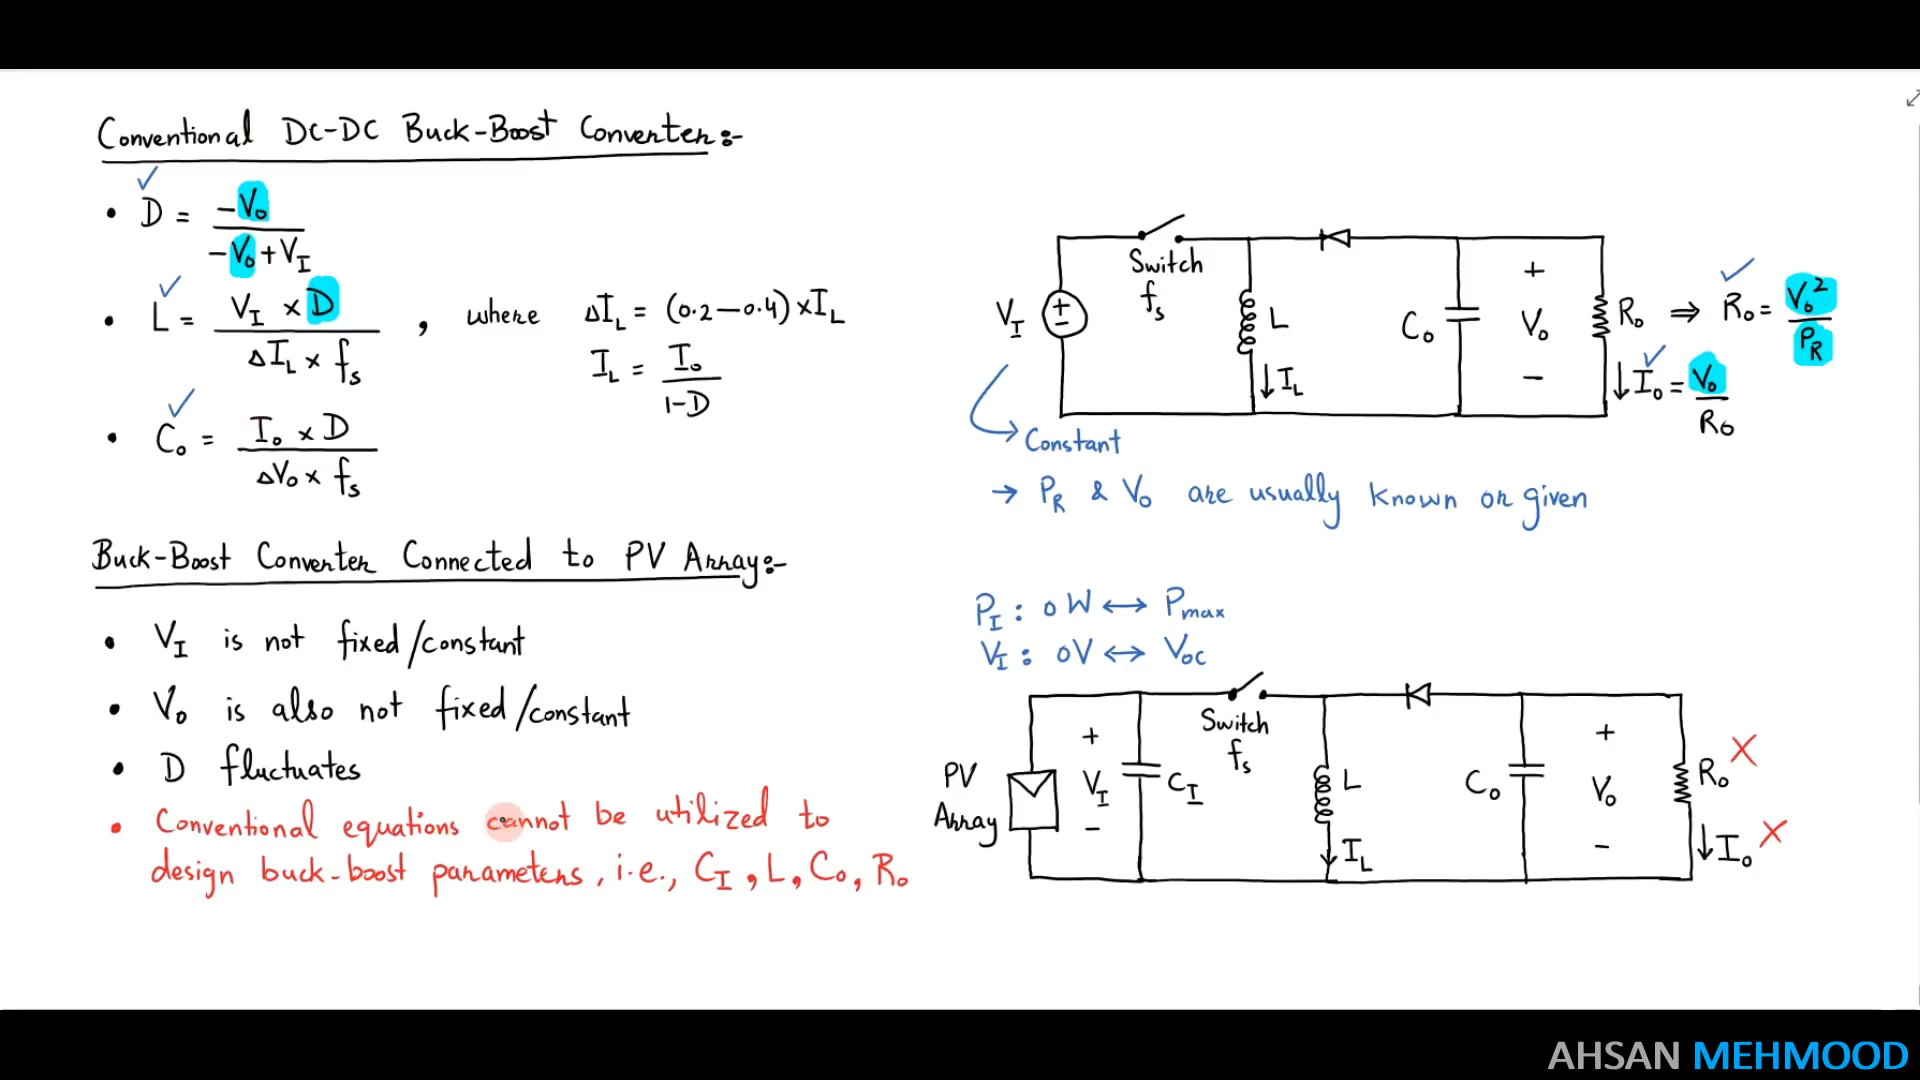 Conventional DC-DC Buck-Boost Converter:-
• D = -Vo / (-Vo + VI)
• L = (VI × D) / (ΔIL × fs) , where ΔIL = (0.2 – 0.4) × IL
IL = Io / (1-D)
• Co = (Io × D) / (ΔVo × fs)
Switch
fs
VI
+
-
L
IL
Co
+
Vo
-
Ro ⇒ Ro = Vo² / PR
Io = Vo / Ro
Constant
→ PR & Vo are usually known or given
Buck-Boost Converter Connected to PV Array:-
• VI is not fixed/constant
• Vo is also not fixed/constant
• D fluctuates
• Conventional equations cannot be utilized to
design buck-boost parameters, i.e., CI, L, Co, Ro
PI : 0W ↔ Pmax
VI : 0V ↔ Voc
PV
Array
+
VI
-
CI
Switch
fs
L
IL
Co
+
Vo
-
Ro X
Io X
AHSAN MEHMOOD